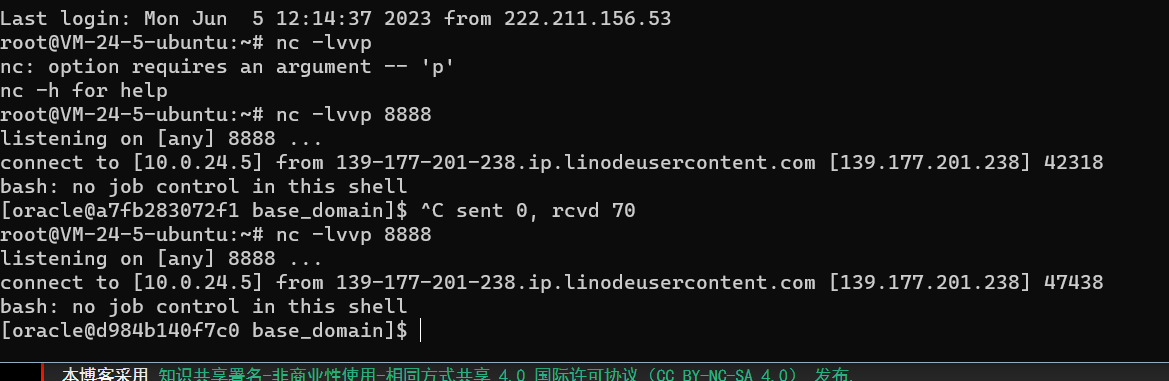 Last login: Mon Jun  5 12:14:37 2023 from 222.211.156.53
root@VM-24-5-ubuntu:~# nc -lvvp
nc: option requires an argument -- 'p'
nc -h for help
root@VM-24-5-ubuntu:~# nc -lvvp 8888
listening on [any] 8888 ...
connect to [10.0.24.5] from 139-177-201-238.ip.linodeusercontent.com [139.177.201.238] 42318
bash: no job control in this shell
[oracle@a7fb283072f1 base_domain]$ ^C sent 0, rcvd 70
root@VM-24-5-ubuntu:~# nc -lvvp 8888
listening on [any] 8888 ...
connect to [10.0.24.5] from 139-177-201-238.ip.linodeusercontent.com [139.177.201.238] 47438
bash: no job control in this shell
[oracle@d984b140f7c0 base_domain]$
本博客采用 知识共享署名-非商业性使用-相同方式共享 4.0 国际许可协议（CC BY-NC-SA 4.0） 发布.